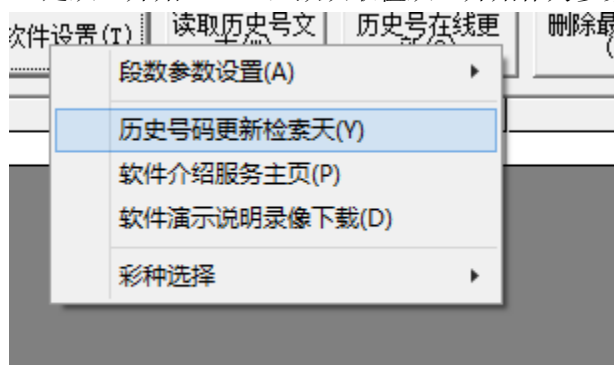 软件设置(I)
读取历史号文
历史号在线更
删除最
段数参数设置(A)
历史号码更新检索天(Y)
软件介绍服务主页(P)
软件演示说明录像下载(D)
彩种选择